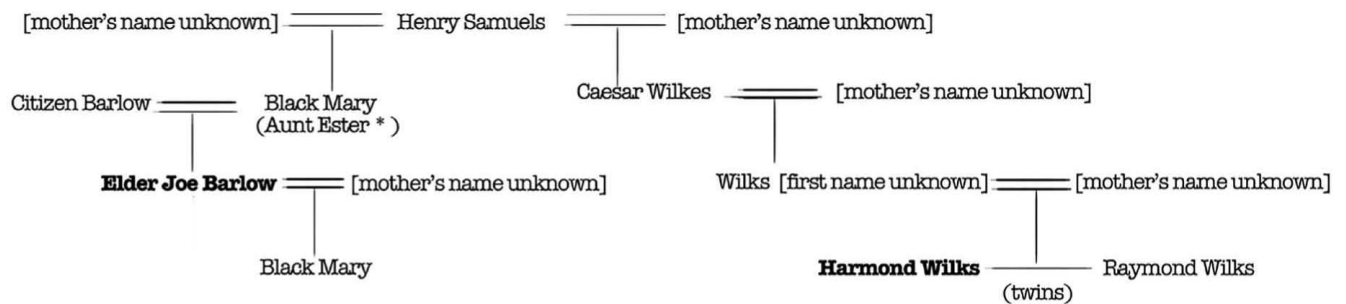 [mother's name unknown] Henry Samuels [mother's name unknown]
Citizen Barlow Black Mary Caesar Wilkes [mother's name unknown]
(Aunt Ester * )
Elder Joe Barlow [mother's name unknown] Wilks [first name unknown] [mother's name unknown]
Black Mary Harmond Wilks Raymond Wilks
(twins)